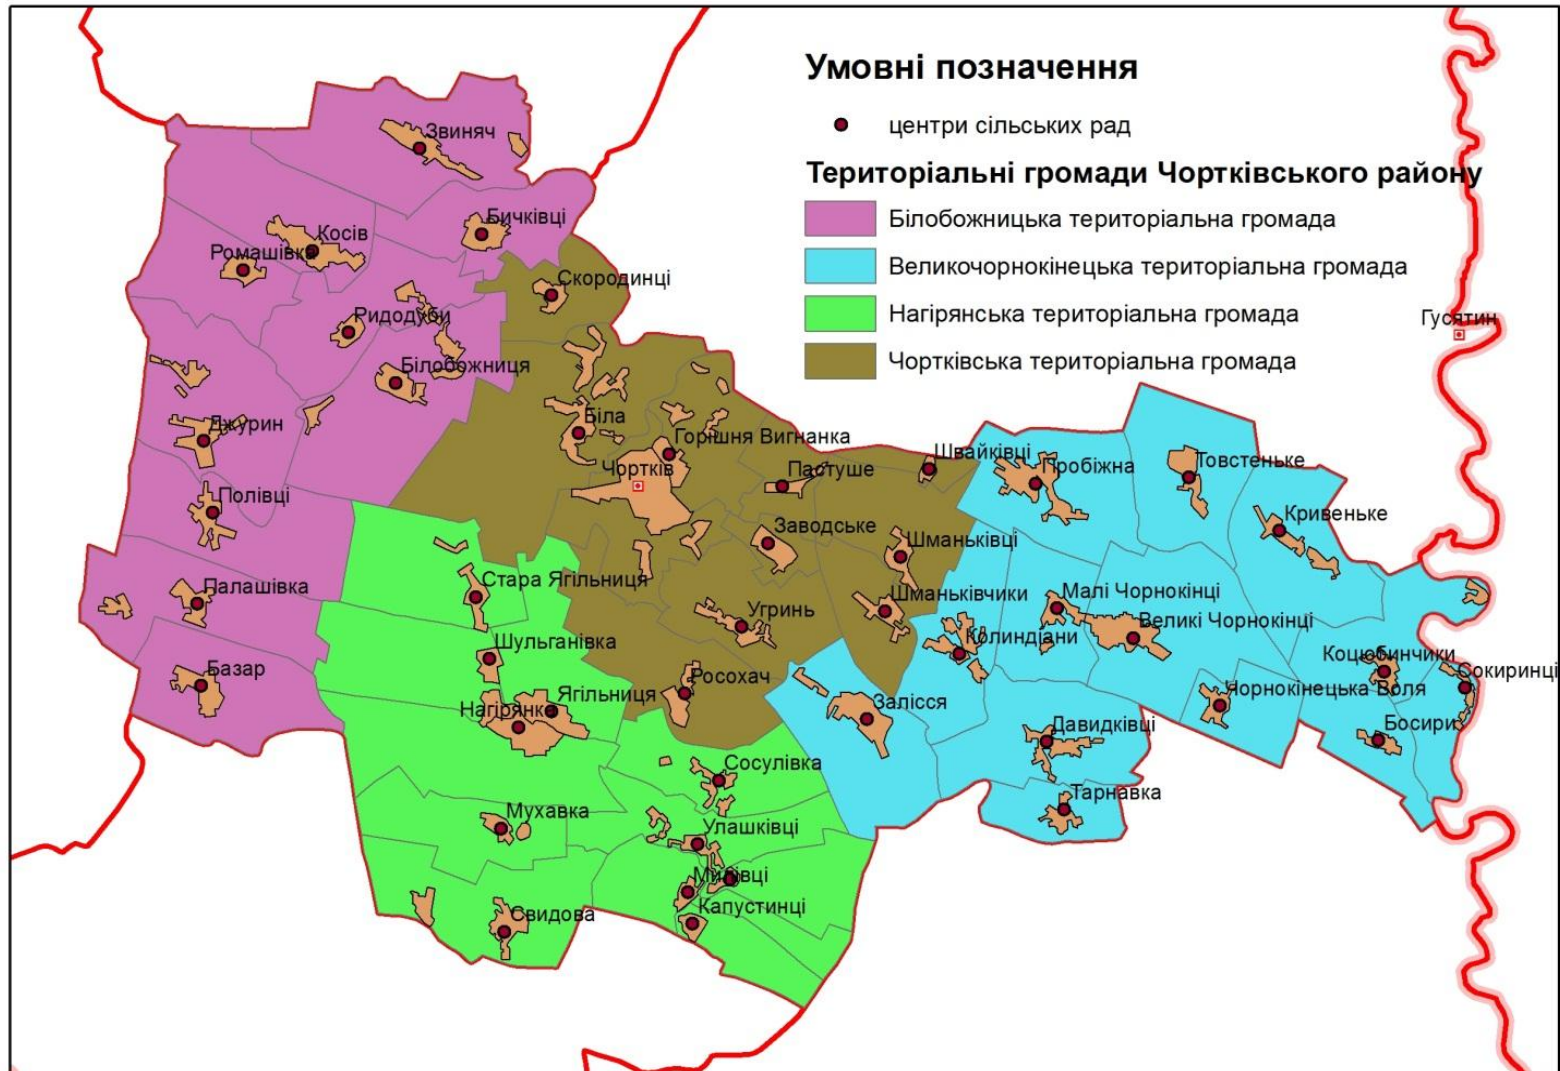 Умовні позначення
центри сільських рад
Територіальні громади Чортківського району
Білобожницька територіальна громада
Великочорнокінецька територіальна громада
Нагірянська територіальна громада
Чортківська територіальна громада
Звиняч
Бичківці
Косів
Ромашівка
Скородинці
Ридодуби
Гусятин
Білобожниця
Біла
Джурин
Горішня Вигнанка
Швайківці
Пробіжна
Товстеньке
Чортків
Пастуше
Полівці
Кривеньке
Заводське
Шманьківці
Стара Ягільниця
Палашівка
Шманьківчики
Малі Чорнокінці
Угринь
Великі Чорнокінці
Колиндіани
Шульганівка
Коцюбинчики
Базар
Росохач
Сокиринці
Ягільниця
Нагірянка
Залісся
Чорнокінецька Воля
Давидківці
Босири
Сосулівка
Тарнавка
Мухавка
Улашківці
Милівці
Капустинці
Свидова